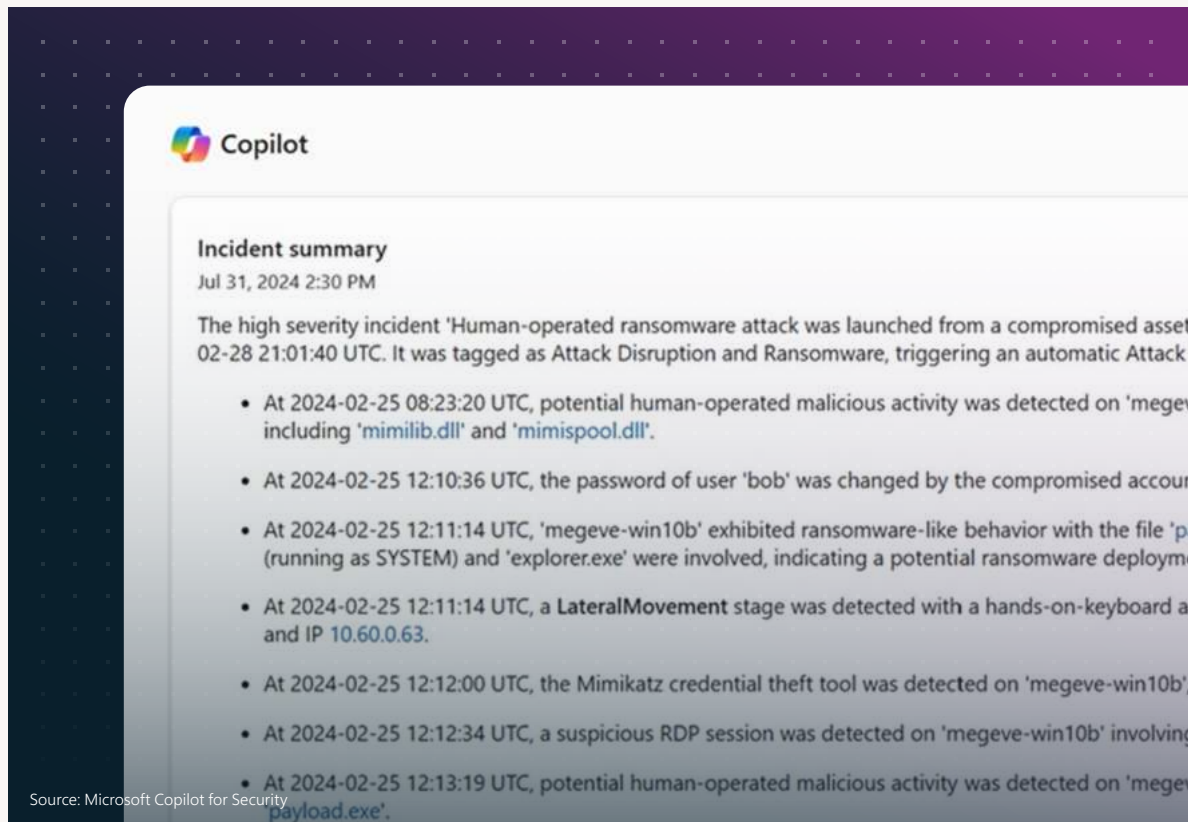 Copilot
Incident summary
Jul 31, 2024 2:30 PM
The high severity incident 'Human-operated ransomware attack was launched from a compromised asset
02-28 21:01:40 UTC. It was tagged as Attack Disruption and Ransomware, triggering an automatic Attack
• At 2024-02-25 08:23:20 UTC, potential human-operated malicious activity was detected on 'megev
including 'mimilib.dll' and 'mimispool.dll'.
• At 2024-02-25 12:10:36 UTC, the password of user 'bob' was changed by the compromised accoun
• At 2024-02-25 12:11:14 UTC, 'megeve-win10b' exhibited ransomware-like behavior with the file 'p
(running as SYSTEM) and 'explorer.exe' were involved, indicating a potential ransomware deployme
• At 2024-02-25 12:11:14 UTC, a LateralMovement stage was detected with a hands-on-keyboard a
and IP 10.60.0.63.
• At 2024-02-25 12:12:00 UTC, the Mimikatz credential theft tool was detected on 'megeve-win10b',
• At 2024-02-25 12:12:34 UTC, a suspicious RDP session was detected on 'megeve-win10b' involving
• At 2024-02-25 12:13:19 UTC, potential human-operated malicious activity was detected on 'megev
'payload.exe'.
Source: Microsoft Copilot for Security